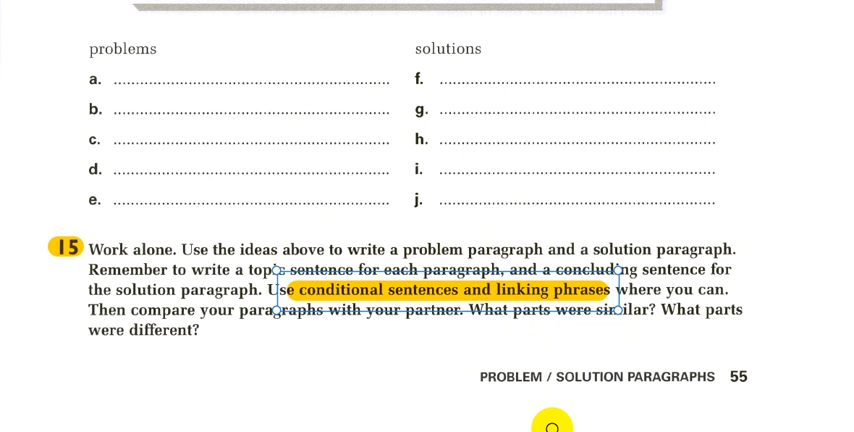 problems solutions
a. .............................................................. f. ..............................................................
b. .............................................................. g. ..............................................................
c. .............................................................. h. ..............................................................
d. .............................................................. i. ..............................................................
e. .............................................................. j. ..............................................................
15 Work alone. Use the ideas above to write a problem paragraph and a solution paragraph.
Remember to write a topic sentence for each paragraph, and a concluding sentence for
the solution paragraph. Use conditional sentences and linking phrases where you can.
Then compare your paragraphs with your partner. What parts were similar? What parts
were different?
PROBLEM / SOLUTION PARAGRAPHS 55